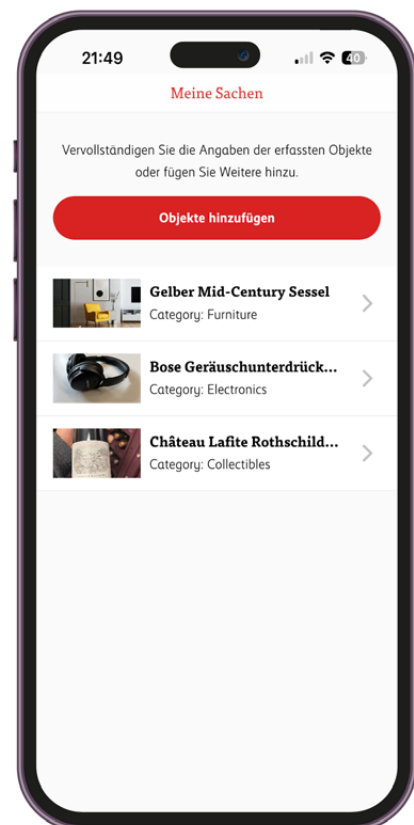 21:49
40
Meine Sachen
Vervollständigen Sie die Angaben der erfassten Objekte
oder fügen Sie Weitere hinzu.
Objekte hinzufügen
Gelber Mid-Century Sessel
Category: Furniture
Bose Geräuschunterdrück...
Category: Electronics
Château Lafite Rothschild...
Category: Collectibles